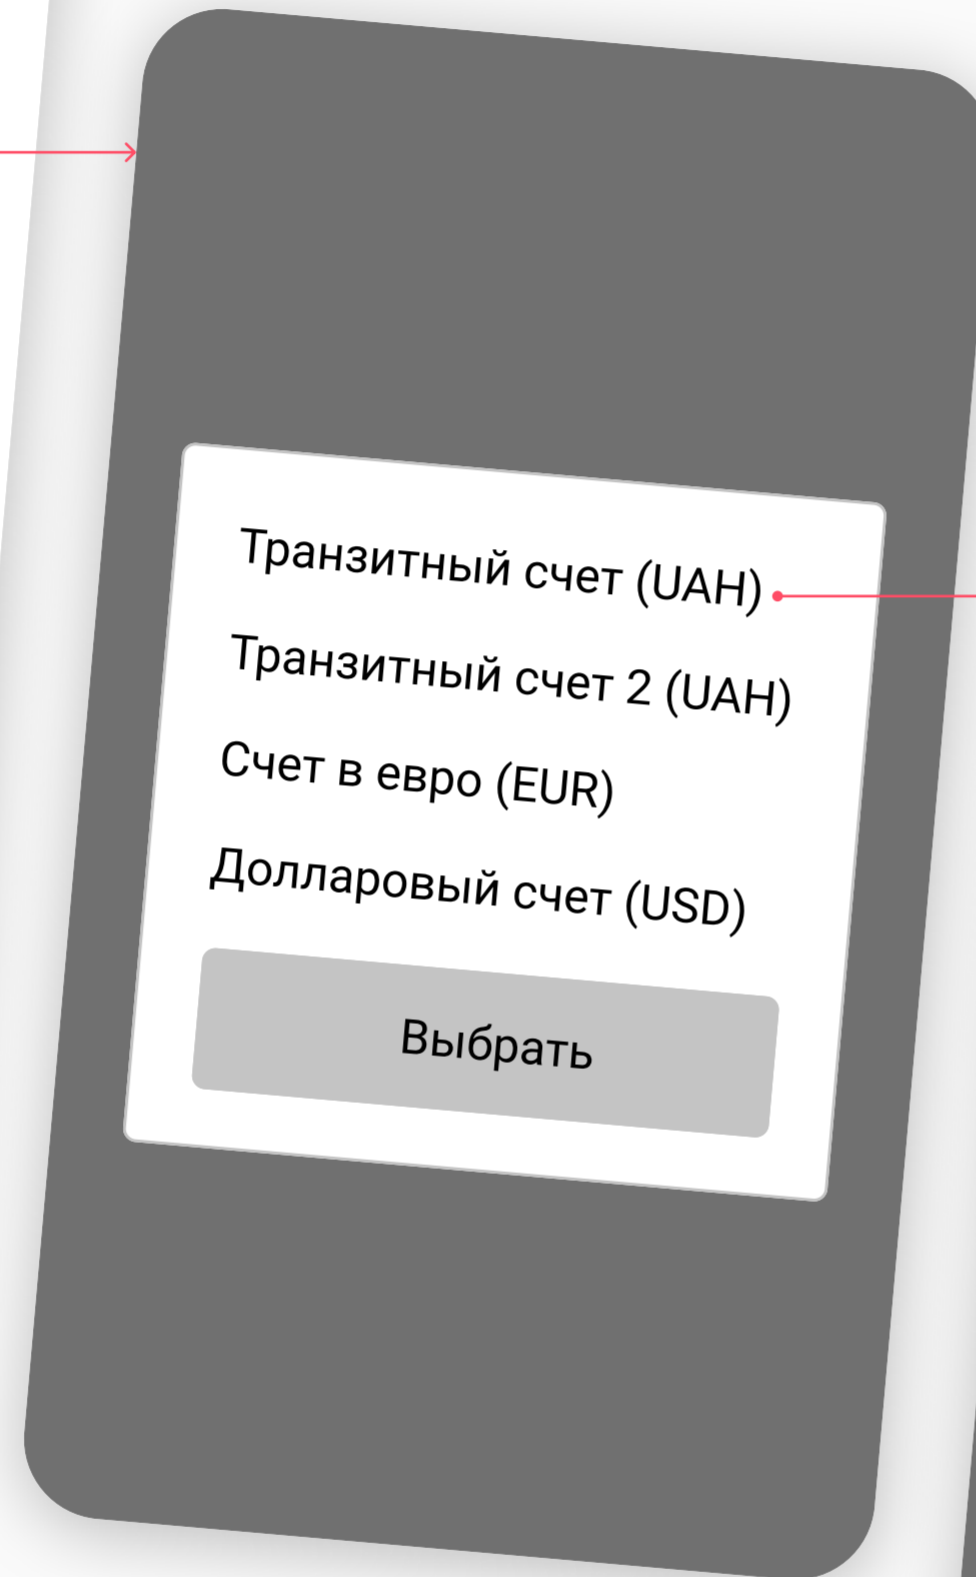 Транзитный счет (UAH)
Транзитный счет 2 (UAH)
Счет в евро (EUR)
Долларовый счет (USD)
Выбрать